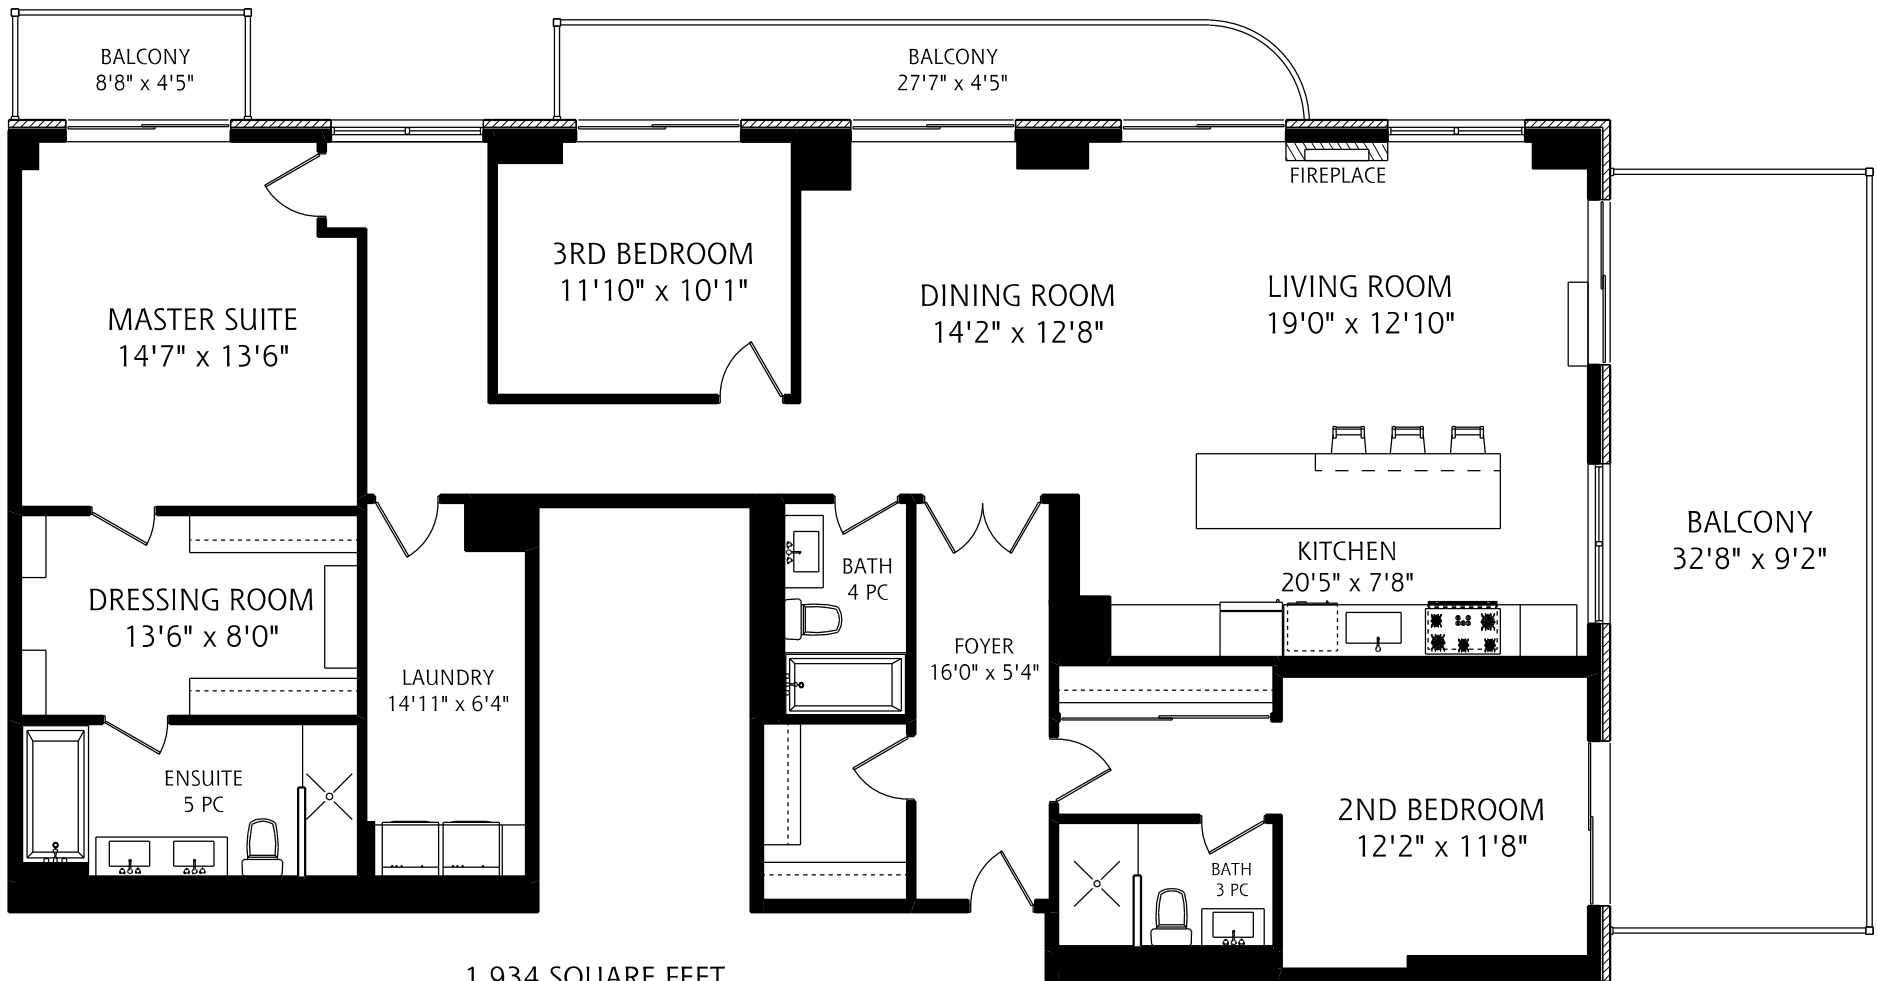 BALCONY
8'8" x 4'5"
BALCONY
27'7" x 4'5"
FIREPLACE
3RD BEDROOM
11'10" x 10'1"
DINING ROOM
14'2" x 12'8"
LIVING ROOM
19'0" x 12'10"
MASTER SUITE
14'7" x 13'6"
BALCONY
32'8" x 9'2"
KITCHEN
20'5" x 7'8"
BATH
4 PC
DRESSING ROOM
13'6" x 8'0"
FOYER
16'0" x 5'4"
LAUNDRY
14'11" x 6'4"
ENSUITE
5 PC
2ND BEDROOM
12'2" x 11'8"
BATH
3 PC
1,934 SQUARE FEET